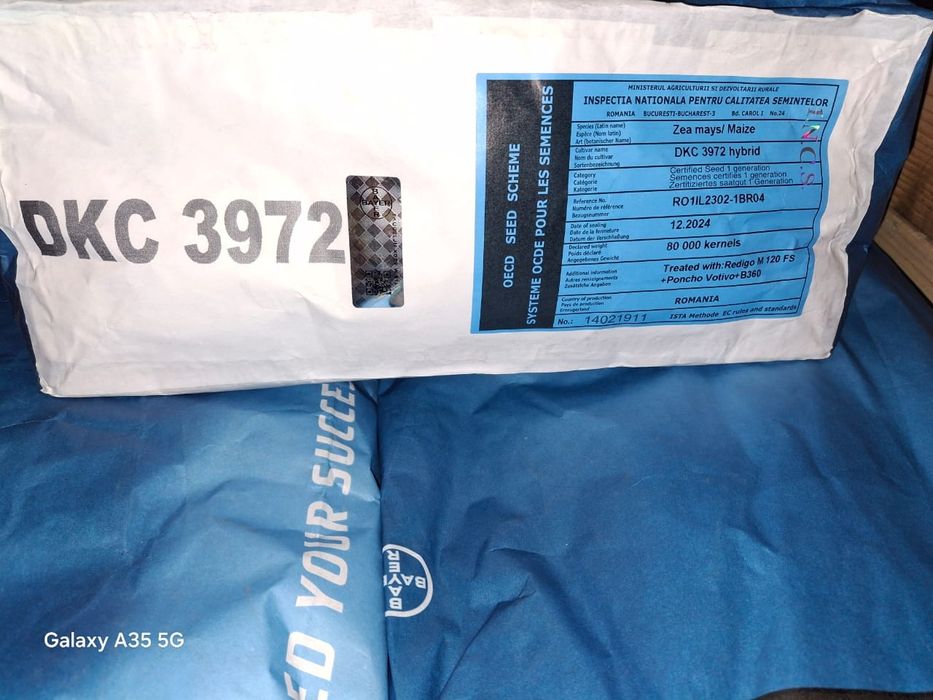 DKC 3972
BAYER
OECD SEED SCHEME
SYSTEME OCDE POUR LES SEMENCES
MINISTERUL AGRICULTURII SI DEZVOLTARII RURALE
INSPECTIA NATIONALA PENTRU CALITATEA SEMINTELOR
ROMANIA BUCURESTI-BUCHAREST-3 Bd. CAROL I No.24
I.N.C.S.
Species (latin name)
Espèce (Nom latin)
Art (botanischer Name)
Zea mays/ Maize
Cultivar name
Nom du cultivar
Sortenbezeichnung
DKC 3972 hybrid
Category
Catégorie
Kategorie
Certified Seed 1 generation
Semences certifiés 1 generation
Zertifiziertes saatgut 1 Generation
Reference No.
Numéro de référence
Bezugsnummer
RO1IL2302-1BR04
Date of sealing
Date de la fermeture
Datum der Verschließung
12.2024
Declared weight
Poids déclaré
Angegebenes Gewicht
80 000 kernels
Additional information
Autres renseignements
Zusätzliche Angaben
Treated with:Redigo M 120 FS
+Poncho Votivo+B360
Country of production
Pays de production
Erzeugerland
ROMANIA
No.: 14021911
ISTA Methode EC rules and standards
ED YOUR SUCCE
BAYER
BAYER
Galaxy A35 5G